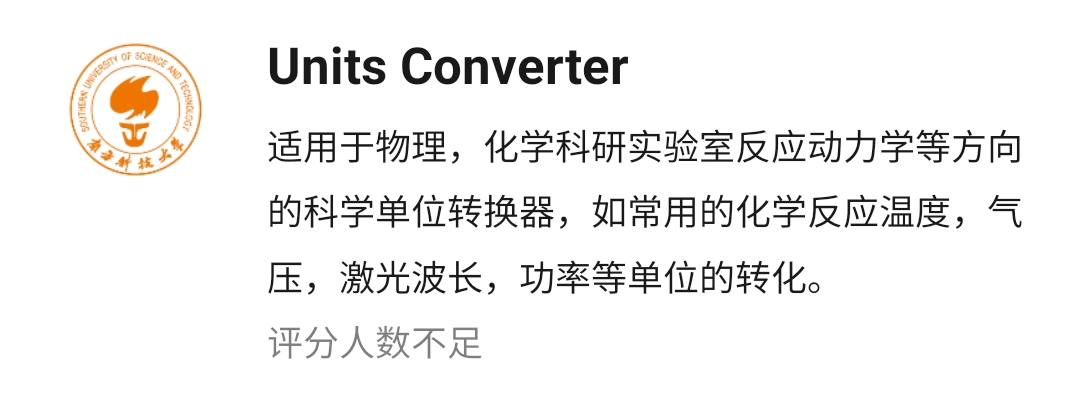 SOUTHERN UNIVERSITY OF SCIENCE AND TECHNOLOGY
南方科技大学
Units Converter
适用于物理，化学科研实验室反应动力学等方向
的科学单位转换器，如常用的化学反应温度，气
压，激光波长，功率等单位的转化。
评分人数不足